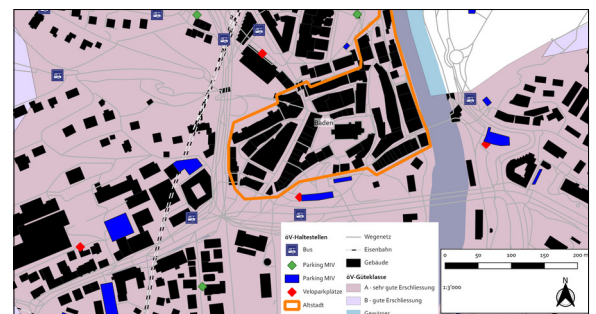 Baden
öV-Haltestellen
Bus
Parking MIV
Parking MIV
Veloparkplätze
Altstadt
Wegenetz
Eisenbahn
Gebäude
öV-Güteklasse
A - sehr gute Erschliessung
B - gute Erschliessung
Gewässer
0 50 100 150 200 m
1:3'000
N